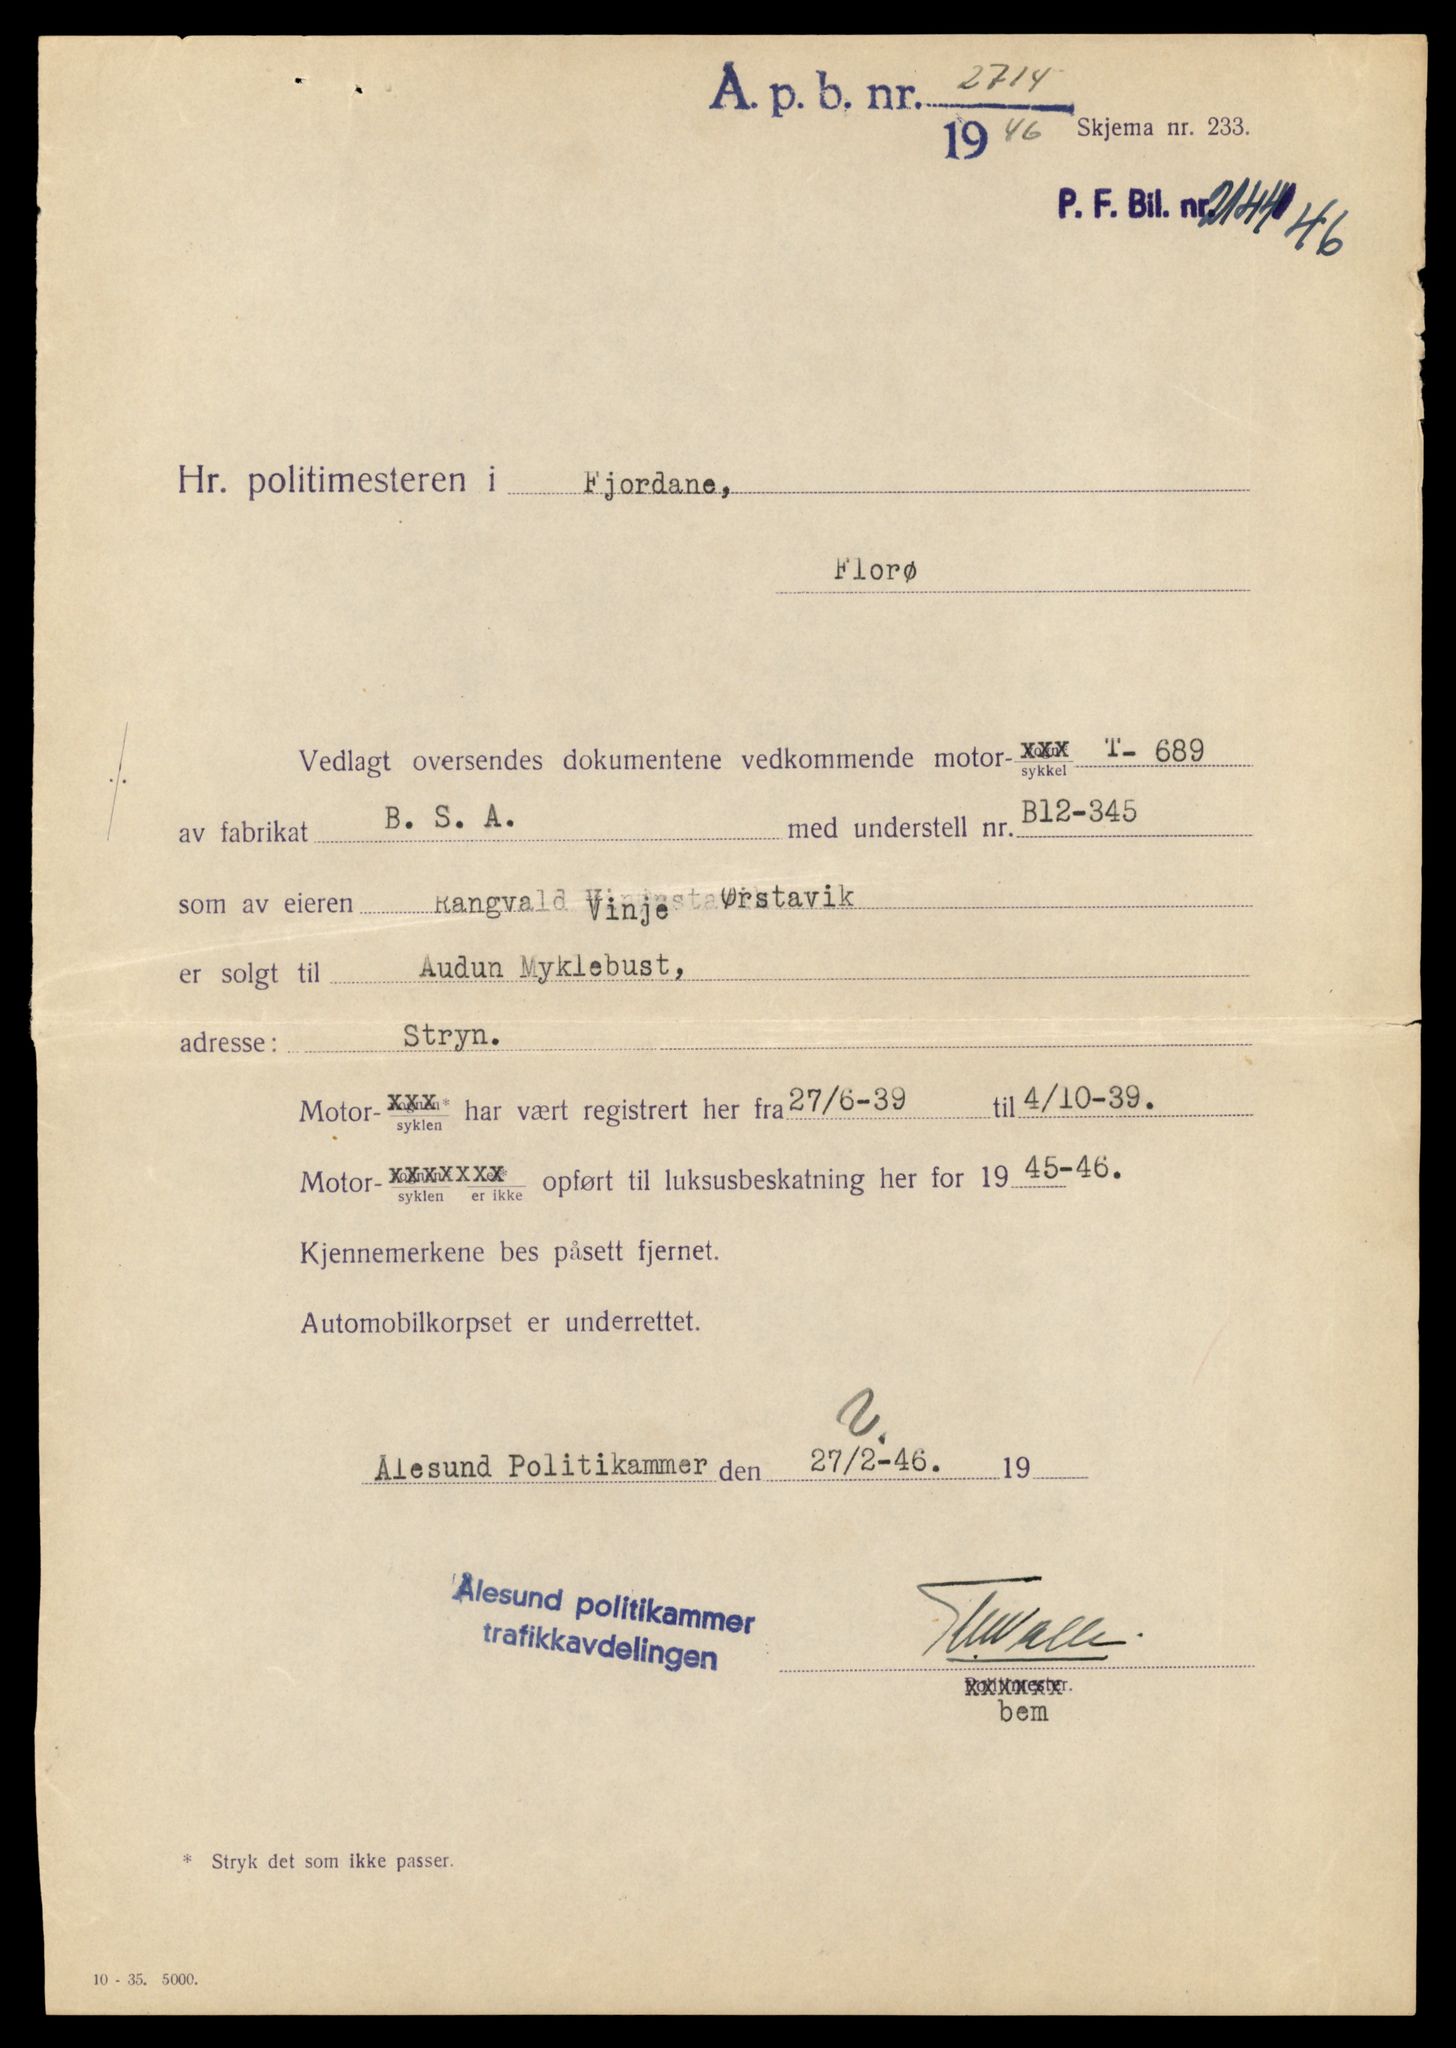 A. p. b. nr. 2714
19 46 Skjema nr. 233.
P. F. Bil. nr. 46
Hr. politimesteren i Fjordane,
Florø
Vedlagt oversendes dokumentene vedkommende motor- sykkel T- 689
av fabrikat B. S. A. med understell nr. B12-345
som av eieren Rangvald Vinje Ørstavik
er solgt til Audun Myklebust,
adresse: Stryn.
Motor-ognen* syklen har vært registrert her fra 27/6-39 til 4/10-39.
Motor- syklen er ikke opført til luksusbeskatning her for 19 45-46.
Kjennemerkene bes påsett fjernet.
Automobilkorpset er underrettet.
Ålesund Politikammer den 27/2-46. 19
Ålesund politikammer
trafikkavdelingen
Politimester.
bem
* Stryk det som ikke passer.
10 - 35. 5000.